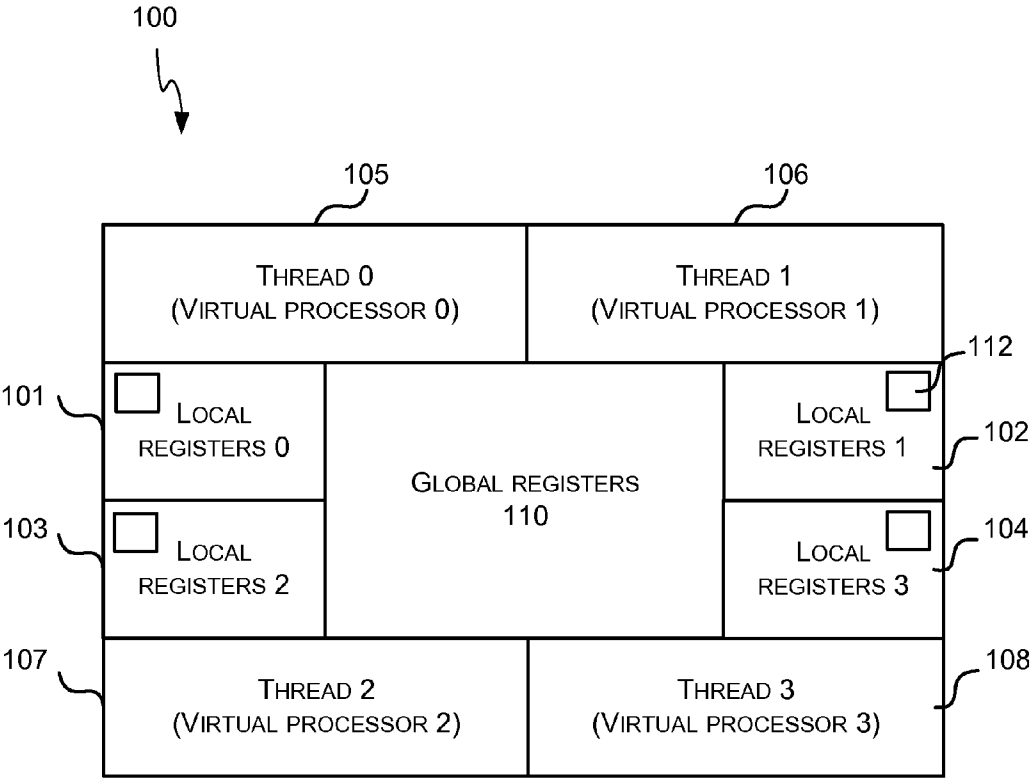 100
105
106
THREAD 0
(VIRTUAL PROCESSOR 0)
THREAD 1
(VIRTUAL PROCESSOR 1)
112
101
LOCAL
REGISTERS 0
LOCAL
REGISTERS 1
102
GLOBAL REGISTERS
110
103
LOCAL
REGISTERS 2
LOCAL
REGISTERS 3
104
107
THREAD 2
(VIRTUAL PROCESSOR 2)
THREAD 3
(VIRTUAL PROCESSOR 3)
108